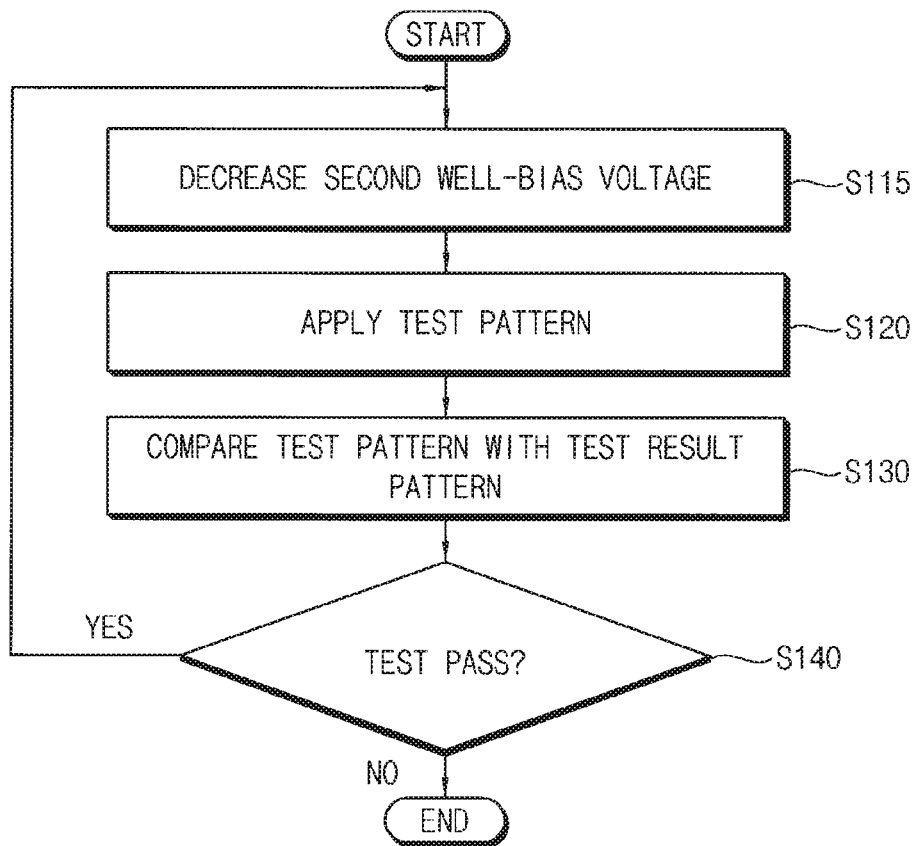 START
DECREASE SECOND WELL-BIAS VOLTAGE
S115
APPLY TEST PATTERN
S120
COMPARE TEST PATTERN WITH TEST RESULT
PATTERN
S130
YES
TEST PASS?
S140
NO
END